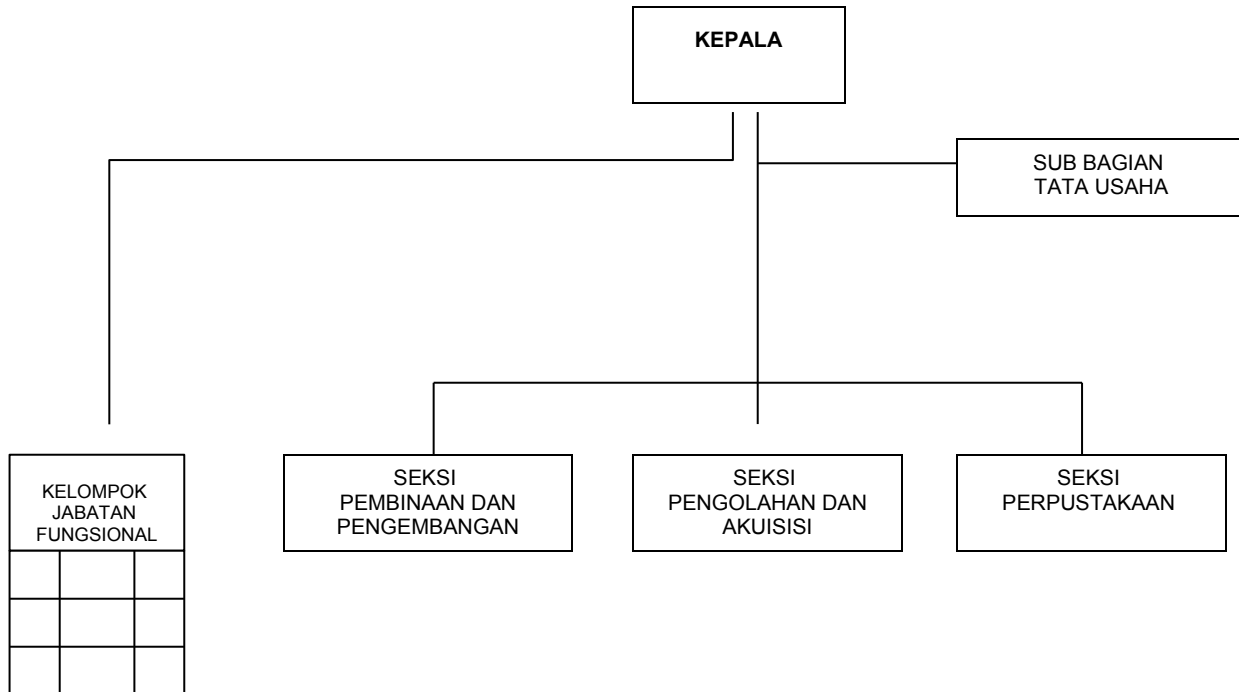 KEPALA
SUB BAGIAN
TATA USAHA
KELOMPOK
JABATAN
FUNGSIONAL
SEKSI
PEMBINAAN DAN
PENGEMBANGAN
SEKSI
PENGOLAHAN DAN
AKUISISI
SEKSI
PERPUSTAKAAN